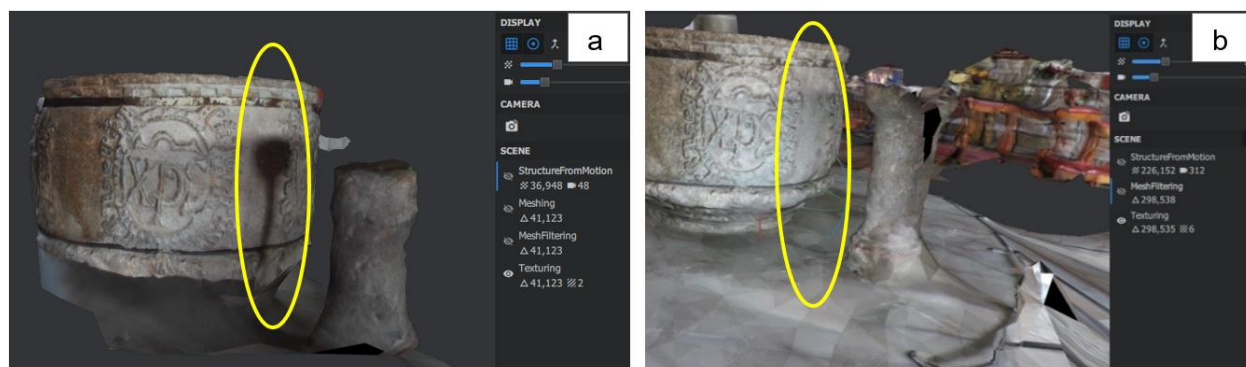 DISPLAY
a
CAMERA
SCENE
StructureFromMotion
36,948 48
Meshing
41,123
MeshFiltering
41,123
Texturing
41,123 2
DISPLAY
b
CAMERA
SCENE
StructureFromMotion
226,152 312
MeshFiltering
298,538
Texturing
298,535 6